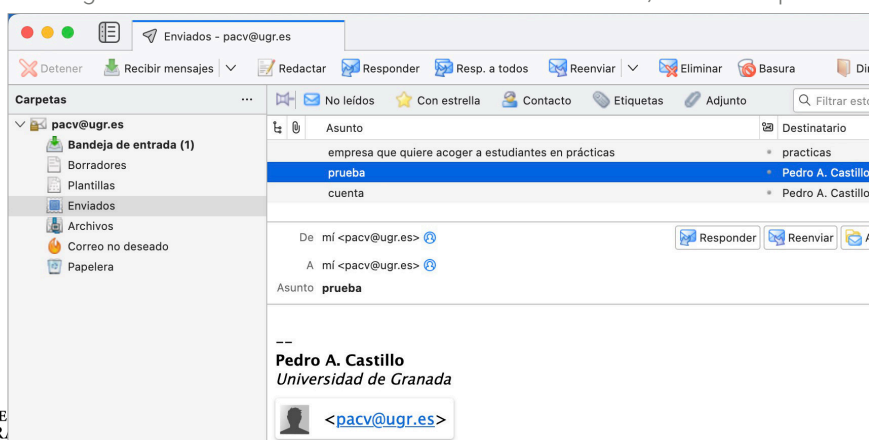 Enviados - pacv@ugr.es
Detener Recibir mensajes Redactar Responder Resp. a todos Reenviar Eliminar Basura
Carpetas ... No leídos Con estrella Contacto Etiquetas Adjunto Filtrar
pacv@ugr.es
Asunto Destinatario
Bandeja de entrada (1)
Borradores
Plantillas
Enviados
Archivos
Correo no deseado
Papelera
empresa que quiere acoger a estudiantes en prácticas practicas
prueba Pedro A. Castillo
cuenta Pedro A. Castillo
De mí <pacv@ugr.es> Responder Reenviar
A mí <pacv@ugr.es>
Asunto prueba
--
Pedro A. Castillo
Universidad de Granada
<pacv@ugr.es>